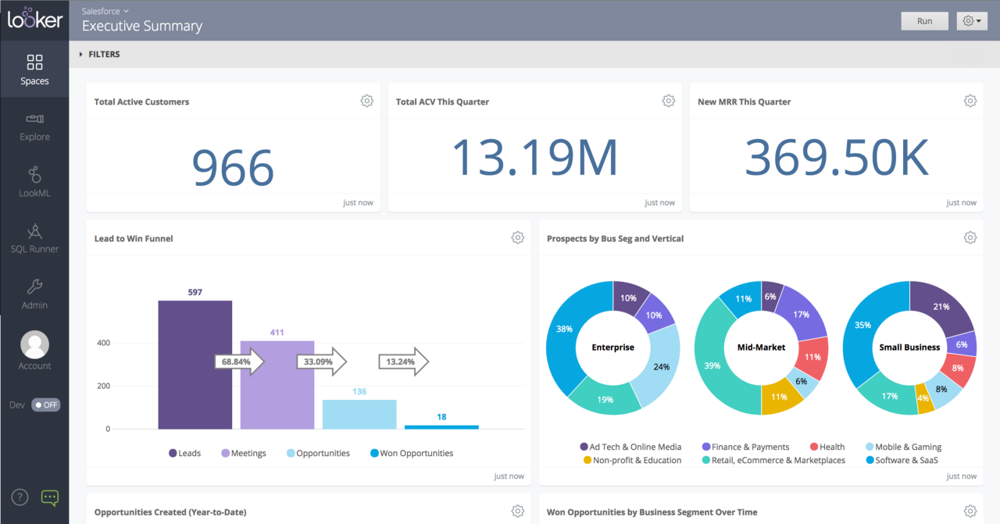 looker
Salesforce
Executive Summary
Run
FILTERS
Spaces
Explore
LookML
SQL Runner
Admin
Account
Dev OFF
?
Total Active Customers
966
just now
Total ACV This Quarter
13.19M
just now
New MRR This Quarter
369.50K
just now
Lead to Win Funnel
597
411
136
18
68.84%
33.09%
13.24%
400
200
0
Leads Meetings Opportunities Won Opportunities
just now
Prospects by Bus Seg and Vertical
Enterprise
10%
10%
24%
19%
38%
Mid-Market
6%
17%
11%
6%
11%
39%
11%
Small Business
21%
6%
8%
8%
4%
17%
35%
Ad Tech & Online Media Finance & Payments Health Mobile & Gaming
Non-profit & Education Retail, eCommerce & Marketplaces Software & SaaS
just now
Opportunities Created (Year-to-Date)
Won Opportunities by Business Segment Over Time